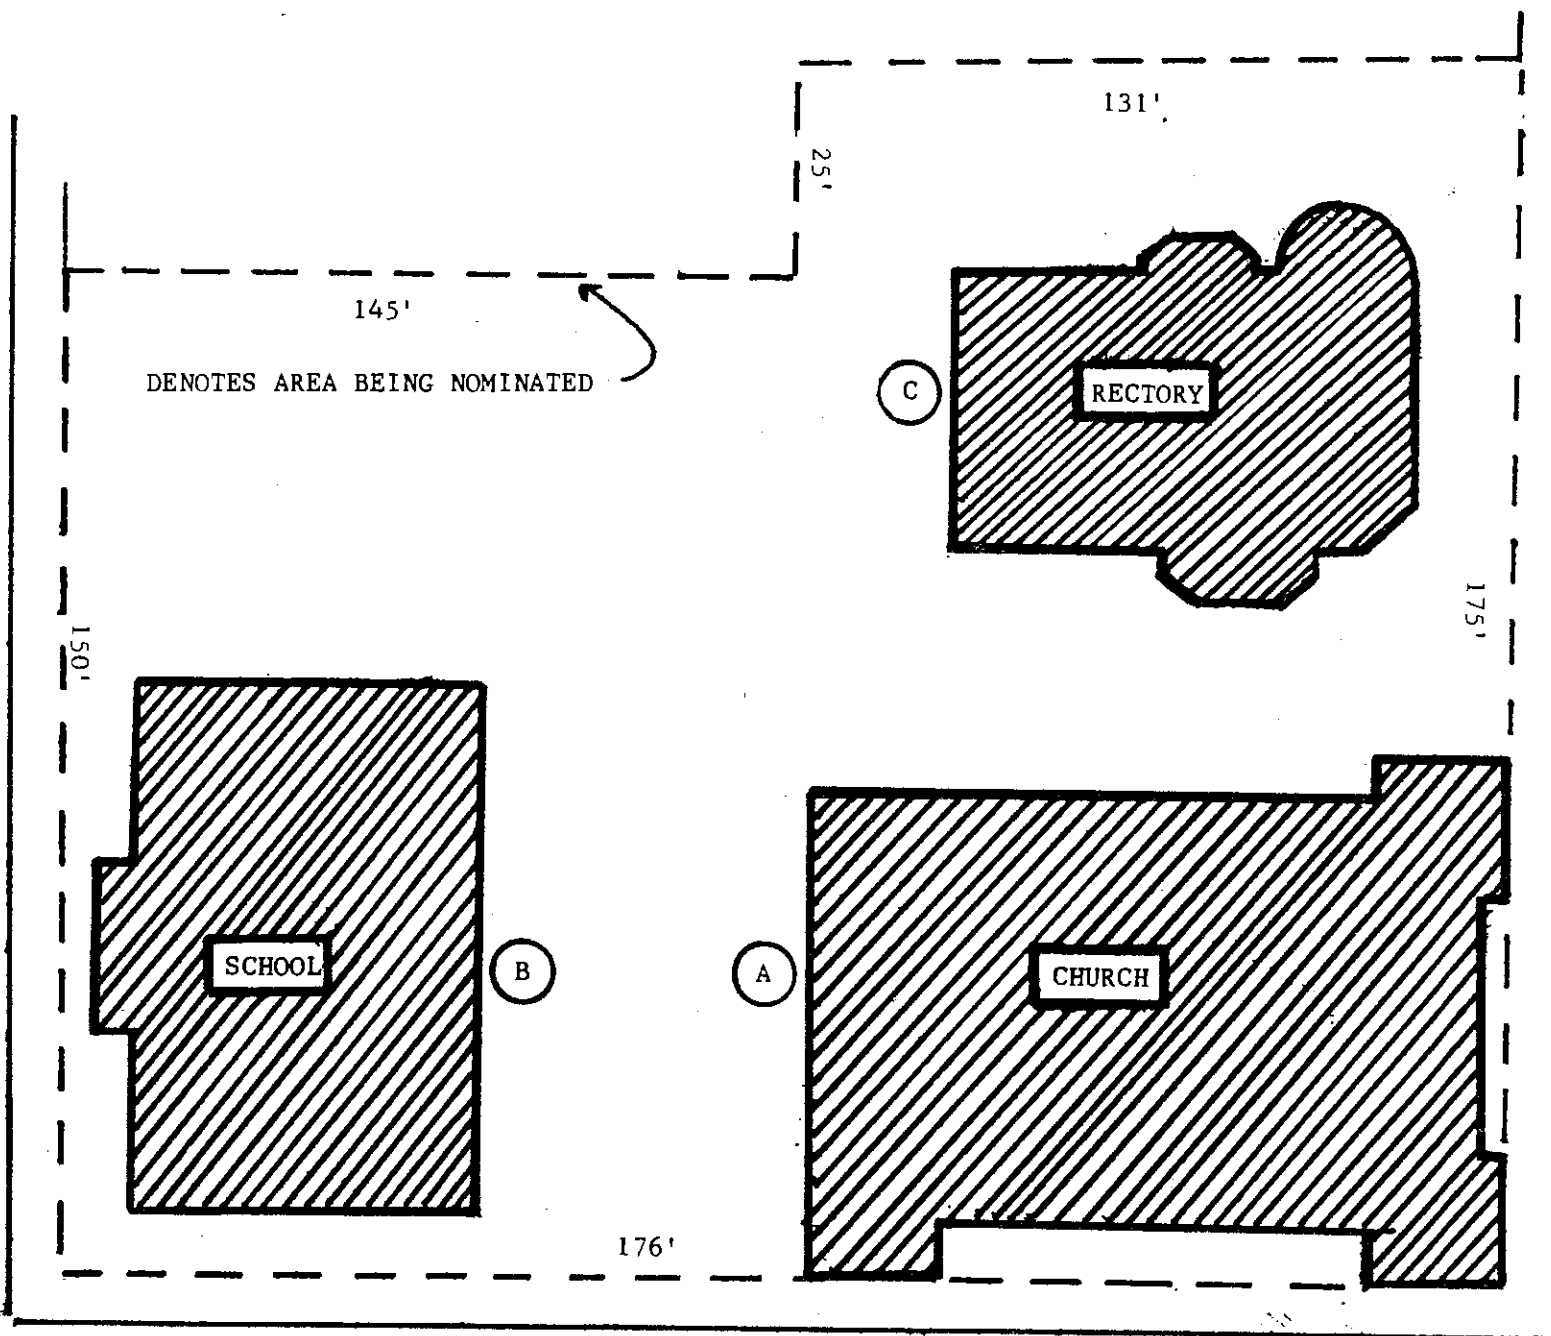 131'
25'
145'
DENOTES AREA BEING NOMINATED
C
RECTORY
175'
150'
SCHOOL
B
A
CHURCH
176'